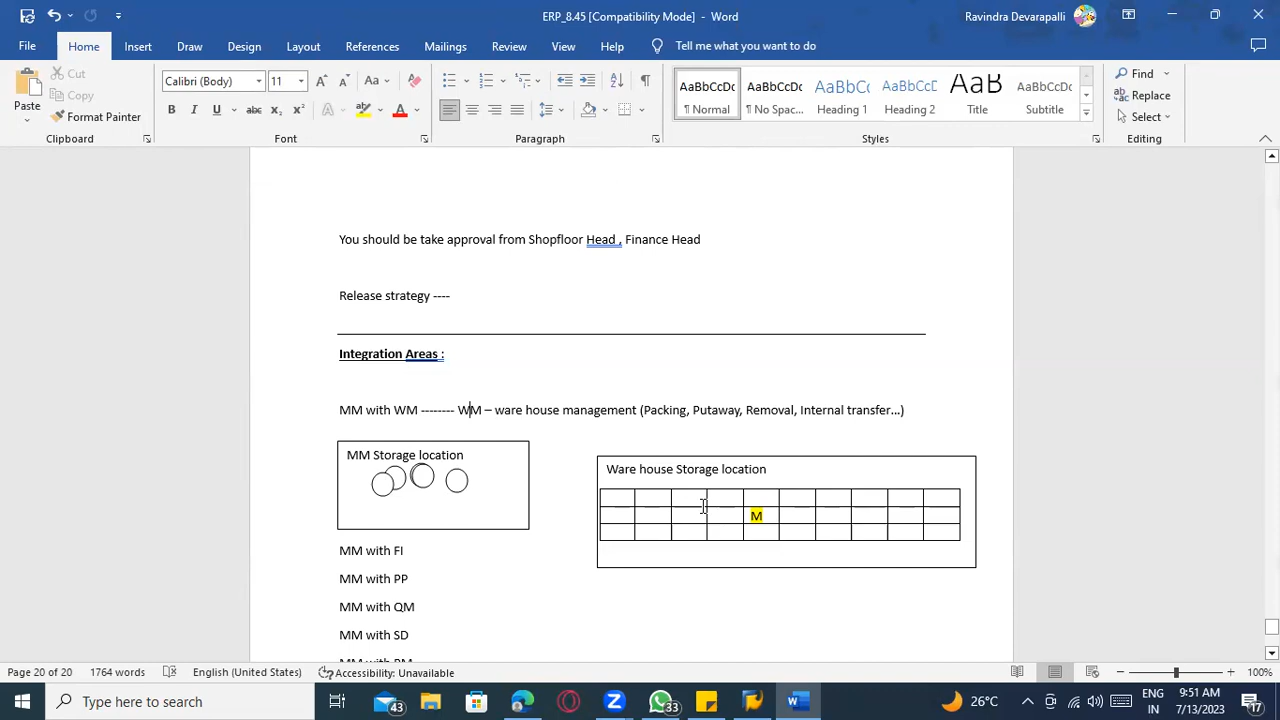 ERP_8.45 [Compatibility Mode] - Word
Ravindra Devarapalli
File Home Insert Draw Design Layout References Mailings Review View Help Tell me what you want to do
Paste
Cut
Copy
Format Painter
Clipboard
Calibri (Body) 11
Font
Paragraph
AaBbCcDc AaBbCcDc AaBbCc AaBbCcC AaB AaBbCcC
¶ Normal ¶ No Spac... Heading 1 Heading 2 Title Subtitle
Styles
Find
Replace
Select
Editing
You should be take approval from Shopfloor Head , Finance Head
Release strategy ----
Integration Areas :
MM with WM -------- WM – ware house management (Packing, Putaway, Removal, Internal transfer...)
MM Storage location
Ware house Storage location
M
MM with FI
MM with PP
MM with QM
MM with SD
Page 20 of 20 1764 words English (United States) Accessibility: Unavailable 100%
Type here to search
43
33
26°C
ENG
IN
9:51 AM
7/13/2023
17